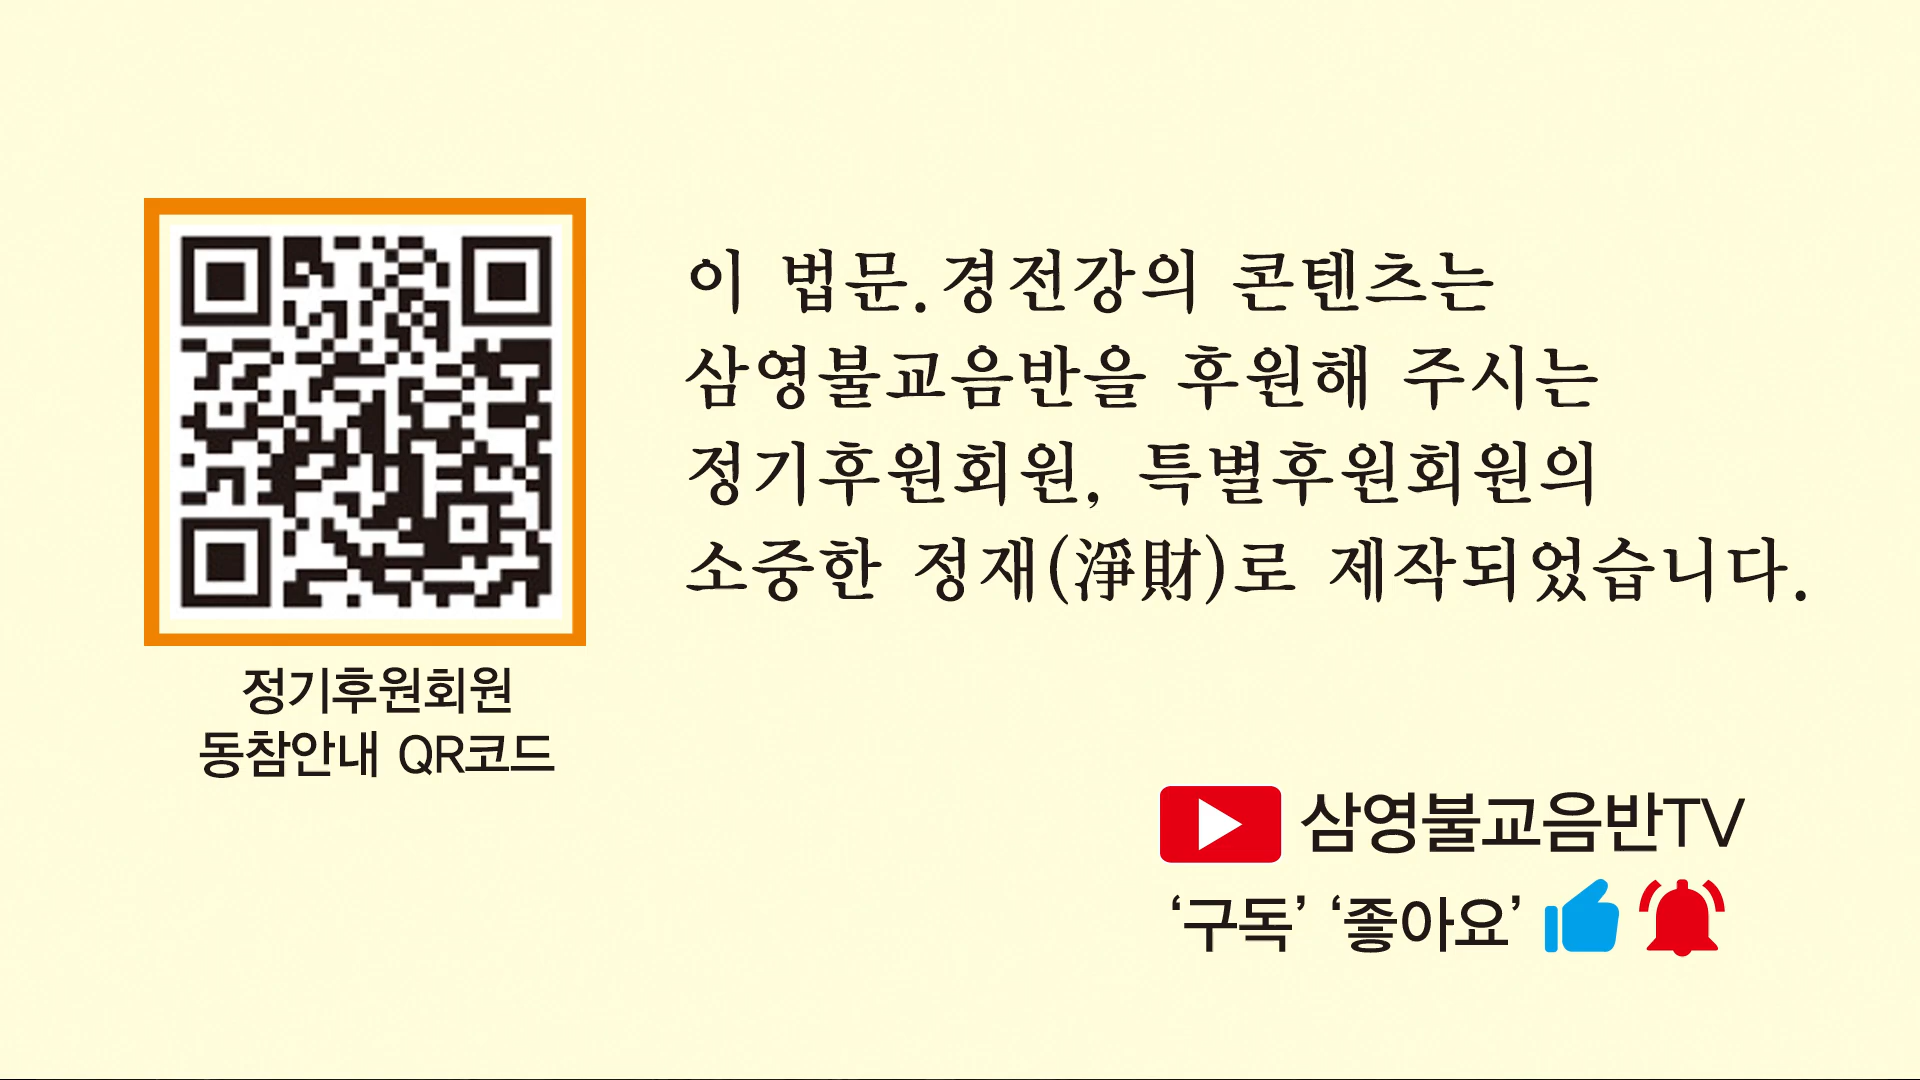 이 법문.경전강의 콘텐츠는
삼영불교음반을 후원해 주시는
정기후원회원, 특별후원회원의
소중한 정재(淨財)로 제작되었습니다.
정기후원회원
동참안내 QR코드
삼영불교음반TV
‘구독’ ‘좋아요’